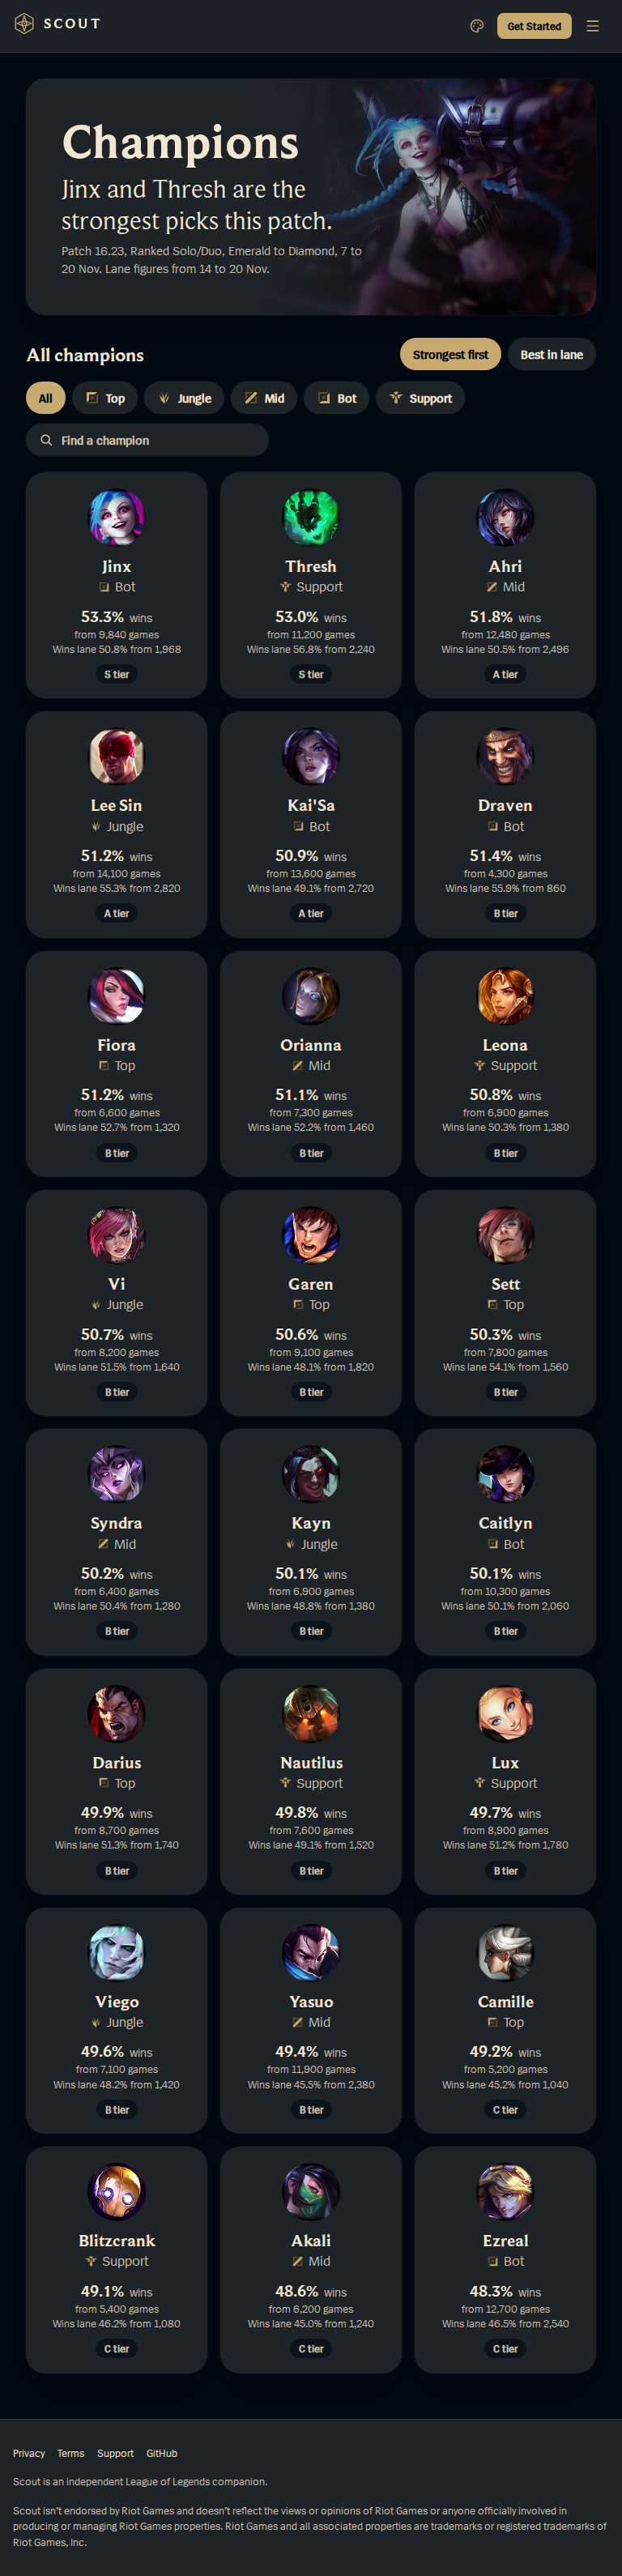 SCOUT
Get Started
Champions
Jinx and Thresh are the
strongest picks this patch.
Patch 16.23, Ranked Solo/Duo, Emerald to Diamond, 7 to
20 Nov. Lane figures from 14 to 20 Nov.
All champions
Strongest first
Best in lane
All
Top
Jungle
Mid
Bot
Support
Find a champion
Jinx
Bot
53.3% wins
from 9,840 games
Wins lane 50.8% from 1,968
S tier
Thresh
Support
53.0% wins
from 11,200 games
Wins lane 56.8% from 2,240
S tier
Ahri
Mid
51.8% wins
from 12,480 games
Wins lane 50.5% from 2,496
A tier
Lee Sin
Jungle
51.2% wins
from 14,100 games
Wins lane 55.3% from 2,820
A tier
Kai'Sa
Bot
50.9% wins
from 13,600 games
Wins lane 49.1% from 2,720
A tier
Draven
Bot
51.4% wins
from 4,300 games
Wins lane 55.9% from 860
B tier
Fiora
Top
51.2% wins
from 6,600 games
Wins lane 52.7% from 1,320
B tier
Orianna
Mid
51.1% wins
from 7,300 games
Wins lane 52.2% from 1,460
B tier
Leona
Support
50.8% wins
from 6,900 games
Wins lane 50.3% from 1,380
B tier
Vi
Jungle
50.7% wins
from 8,200 games
Wins lane 51.5% from 1,640
B tier
Garen
Top
50.6% wins
from 9,100 games
Wins lane 48.1% from 1,820
B tier
Sett
Top
50.3% wins
from 7,800 games
Wins lane 54.1% from 1,560
B tier
Syndra
Mid
50.2% wins
from 6,400 games
Wins lane 50.4% from 1,280
B tier
Kayn
Jungle
50.1% wins
from 6,900 games
Wins lane 48.8% from 1,380
B tier
Caitlyn
Bot
50.1% wins
from 10,300 games
Wins lane 50.1% from 2,060
B tier
Darius
Top
49.9% wins
from 8,700 games
Wins lane 51.3% from 1,740
B tier
Nautilus
Support
49.8% wins
from 7,600 games
Wins lane 49.1% from 1,520
B tier
Lux
Support
49.7% wins
from 8,900 games
Wins lane 51.2% from 1,780
B tier
Viego
Jungle
49.6% wins
from 7,100 games
Wins lane 48.2% from 1,420
B tier
Yasuo
Mid
49.4% wins
from 11,900 games
Wins lane 45.5% from 2,380
B tier
Camille
Top
49.2% wins
from 5,200 games
Wins lane 45.2% from 1,040
C tier
Blitzcrank
Support
49.1% wins
from 5,400 games
Wins lane 46.2% from 1,080
C tier
Akali
Mid
48.6% wins
from 6,200 games
Wins lane 45.0% from 1,240
C tier
Ezreal
Bot
48.3% wins
from 12,700 games
Wins lane 46.5% from 2,540
C tier
Privacy
Terms
Support
GitHub
Scout is an independent League of Legends companion.
Scout isn't endorsed by Riot Games and doesn't reflect the views or opinions of Riot Games or anyone officially involved in
producing or managing Riot Games properties. Riot Games and all associated properties are trademarks or registered trademarks of
Riot Games, Inc.